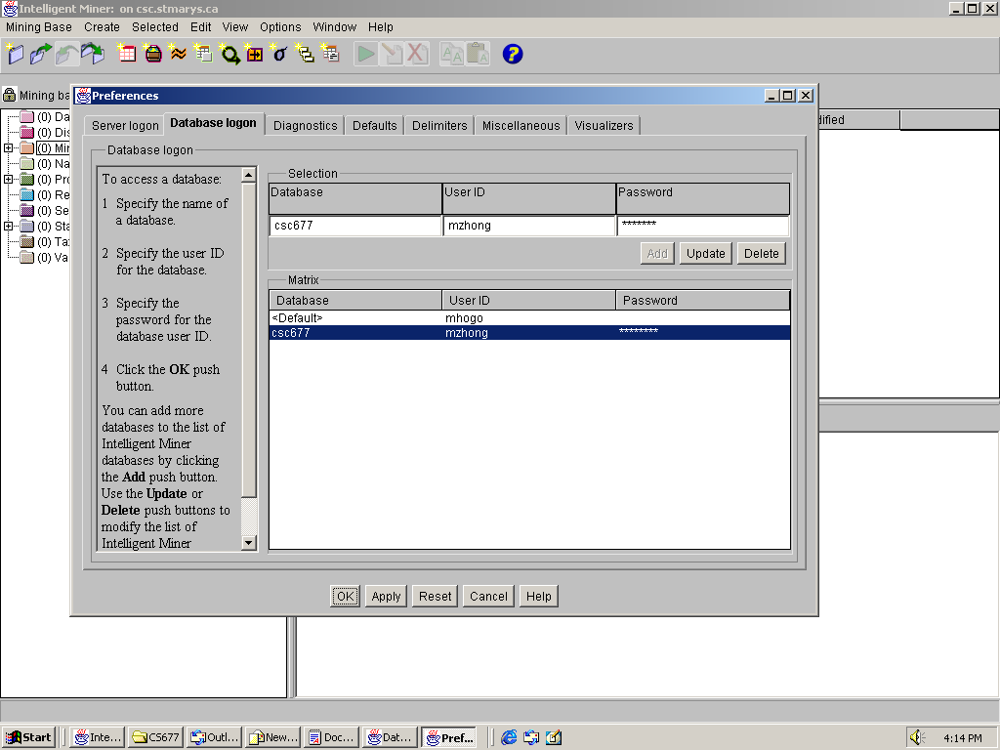 Intelligent Miner: on csc.stmarys.ca
Mining Base Create Selected Edit View Options Window Help
Mining ba
(0) Da
(0) Dis
(0) Mi
(0) Na
(0) Pr
(0) Re
(0) Se
(0) Sta
(0) Ta
(0) Va
dified
Preferences
Server logon Database logon Diagnostics Defaults Delimiters Miscellaneous Visualizers
Database logon
To access a database:
1 Specify the name of
a database.
2 Specify the user ID
for the database.
3 Specify the
password for the
database user ID.
4 Click the OK push
button.
You can add more
databases to the list of
Intelligent Miner
databases by clicking
the Add push button.
Use the Update or
Delete push buttons to
modify the list of
Intelligent Miner
Selection
Database User ID Password
csc677 mzhong *******
Add Update Delete
Matrix
Database User ID Password
<Default> mhogo
csc677 mzhong ********
OK Apply Reset Cancel Help
Start Inte... CS677 Outl... New... Doc... Dat... Pref... 4:14 PM